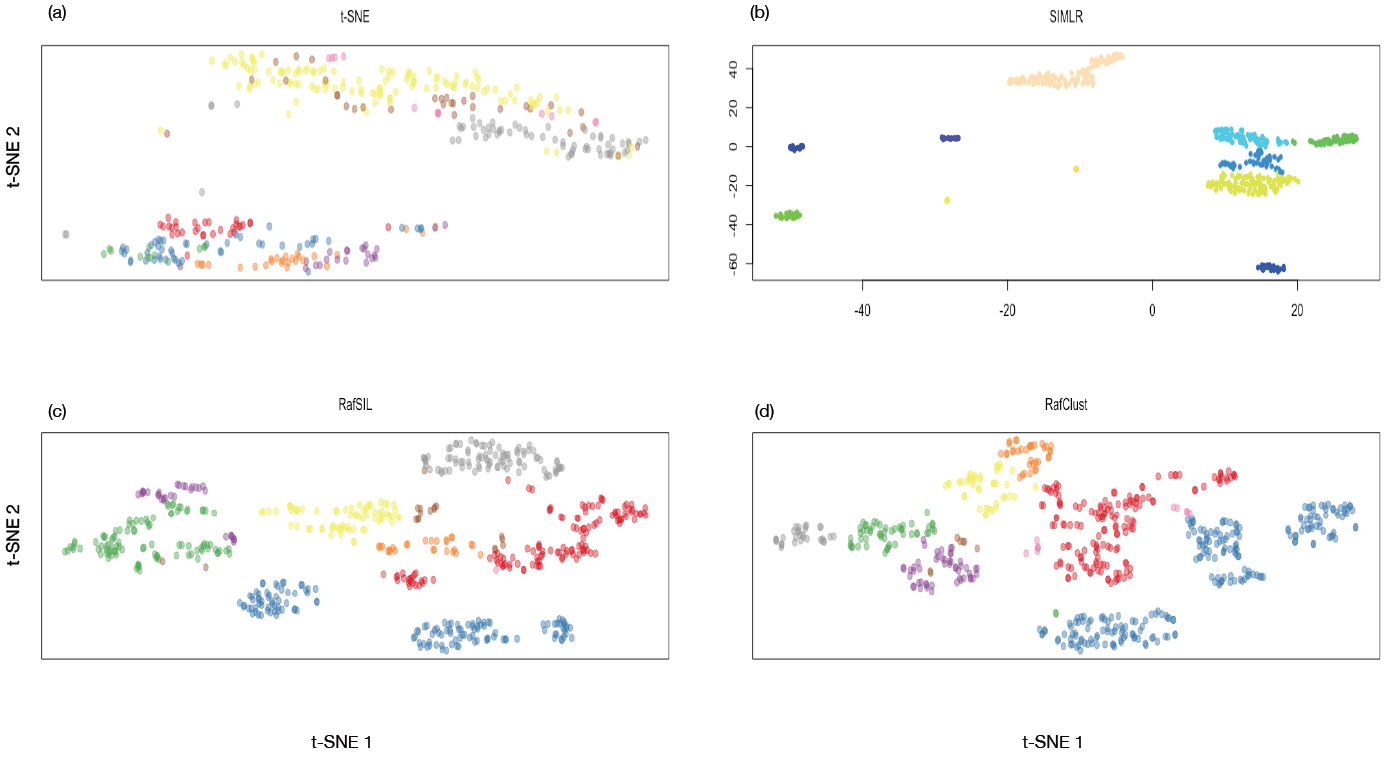 (a)
t-SNE
(b)
SIMLR
t-SNE 2
40
20
0
-20
-40
-60
-40
-20
0
20
(c)
RafSIL
(d)
RafClust
t-SNE 2
t-SNE 1
t-SNE 1